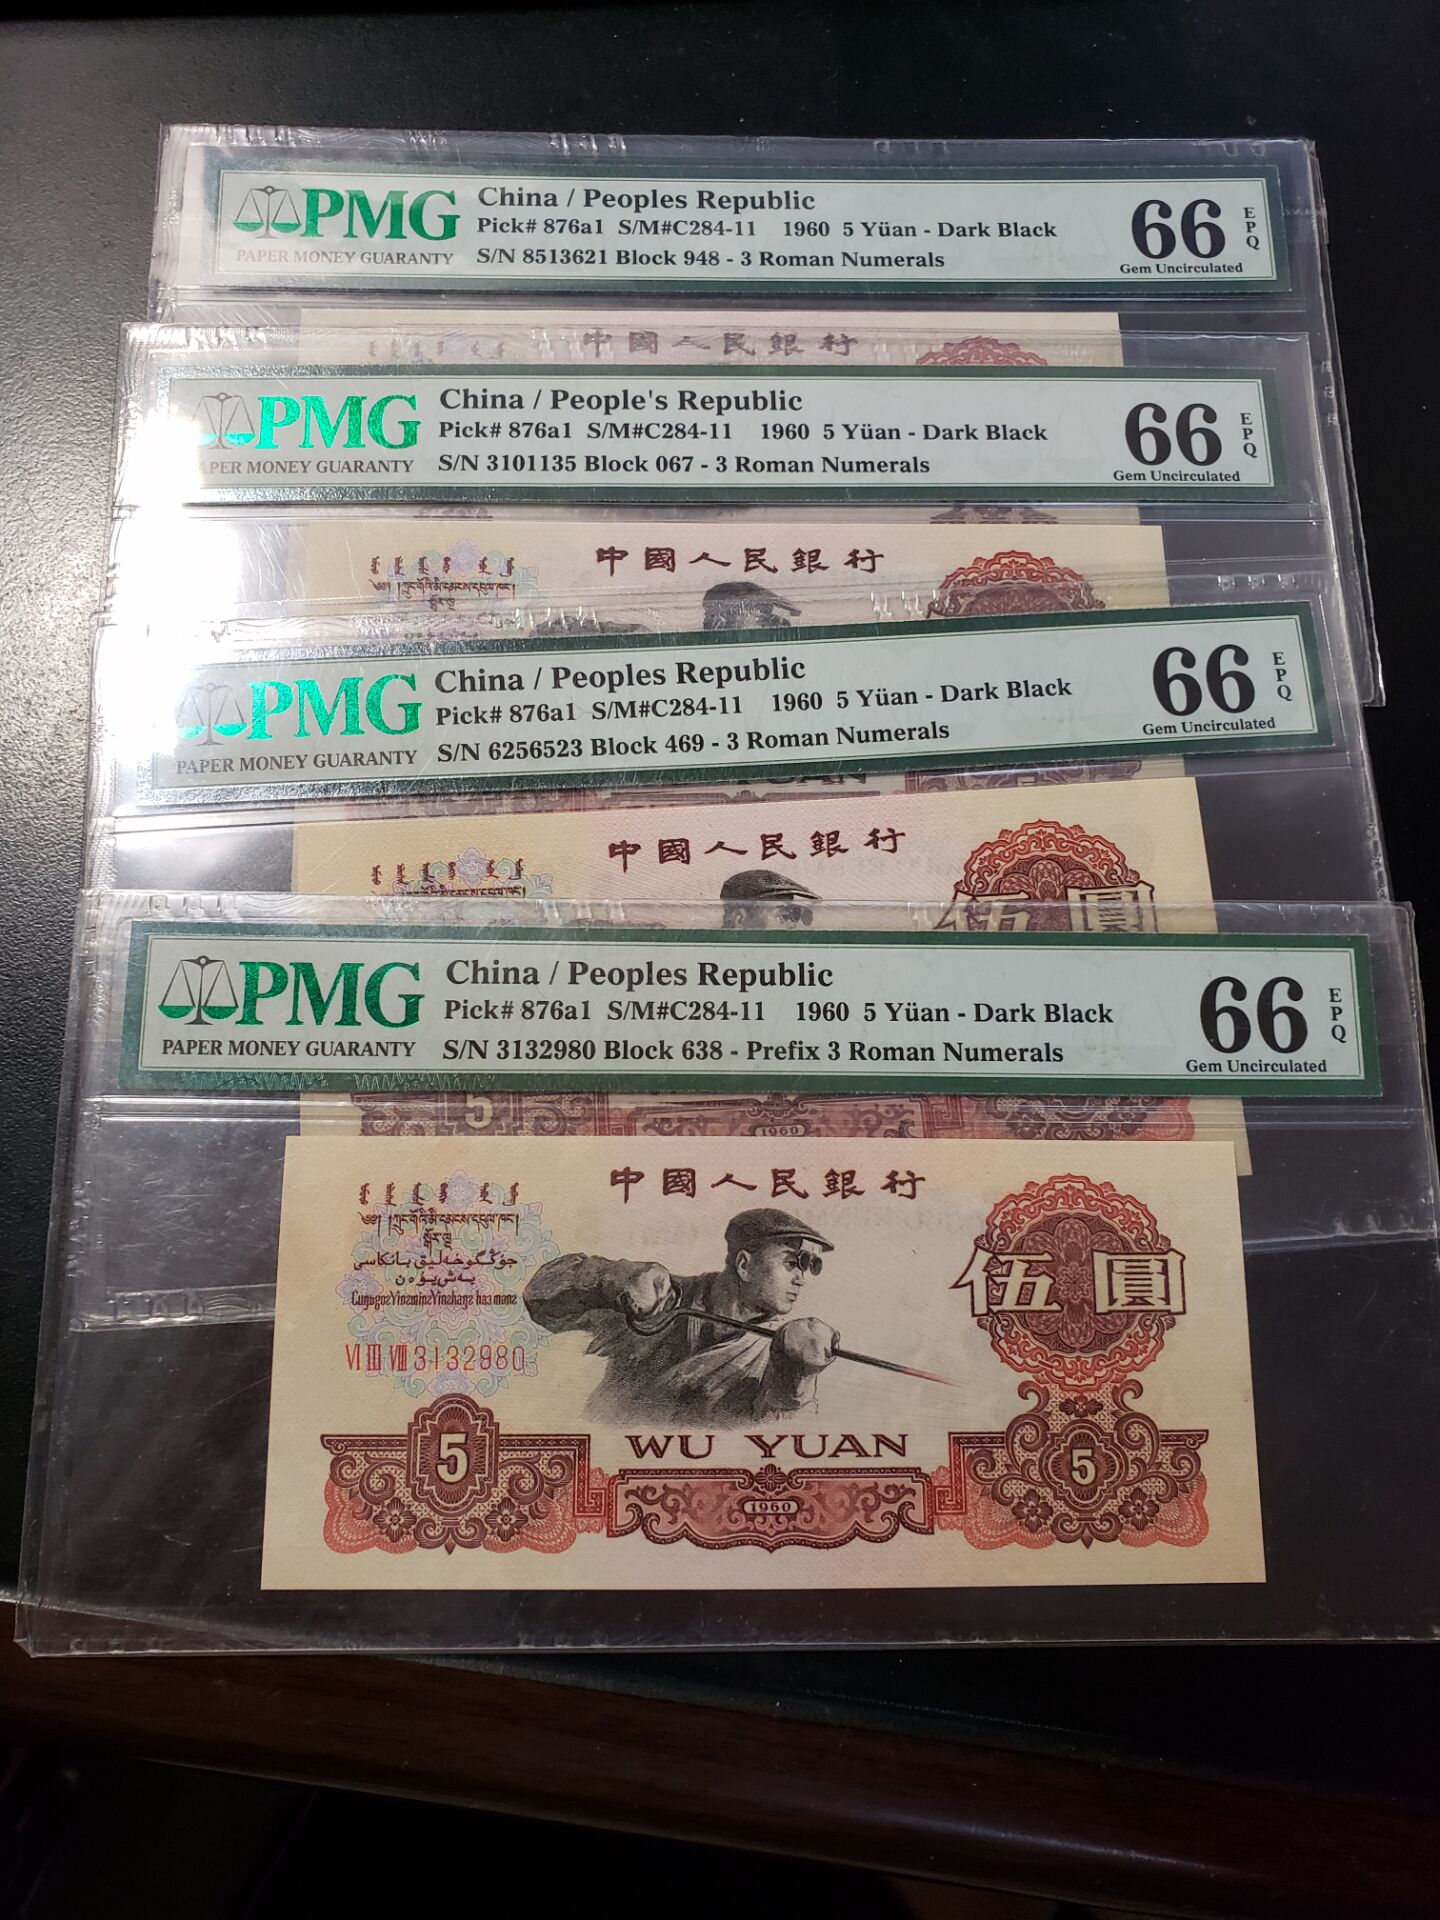 PMG
PAPER MONEY GUARANTY
China / Peoples Republic
Pick# 876a1 S/M#C284-11 1960 5 Yüan - Dark Black
S/N 8513621 Block 948 - 3 Roman Numerals
66
EPQ
Gem Uncirculated
中國人民銀行
PMG
PAPER MONEY GUARANTY
China / People's Republic
Pick# 876a1 S/M#C284-11 1960 5 Yüan - Dark Black
S/N 3101135 Block 067 - 3 Roman Numerals
66
EPQ
Gem Uncirculated
中國人民銀行
PMG
PAPER MONEY GUARANTY
China / Peoples Republic
Pick# 876a1 S/M#C284-11 1960 5 Yüan - Dark Black
S/N 6256523 Block 469 - 3 Roman Numerals
66
EPQ
Gem Uncirculated
YUAN
中國人民銀行
伍圓
PMG
PAPER MONEY GUARANTY
China / Peoples Republic
Pick# 876a1 S/M#C284-11 1960 5 Yüan - Dark Black
S/N 3132980 Block 638 - Prefix 3 Roman Numerals
66
EPQ
Gem Uncirculated
5
1960
中國人民銀行
伍圓
VI III VIII 3132980
5
WU YUAN
5
1960